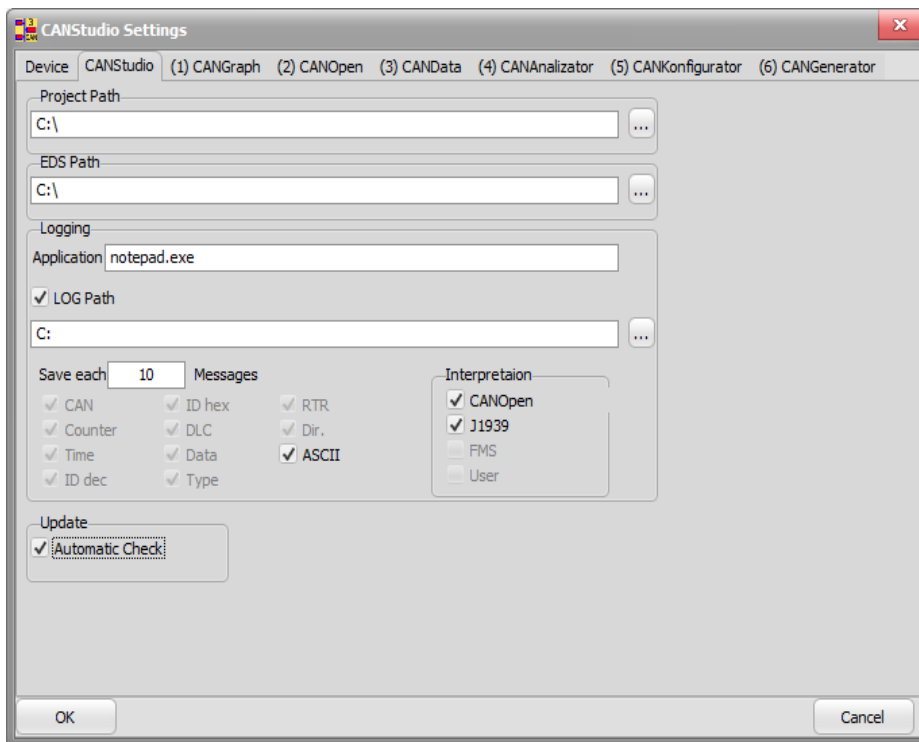 CANStudio Settings
Device CANStudio (1) CANGraph (2) CANOpen (3) CANData (4) CANAnalizator (5) CANKonfigurator (6) CANGenerator
Project Path
C:\ ...
EDS Path
C:\ ...
Logging
Application notepad.exe
LOG Path
C: ...
Save each 10 Messages
CAN ID hex RTR
Counter DLC Dir.
Time Data ASCII
ID dec Type
Interpretaion
CANOpen
J1939
FMS
User
Update
Automatic Check
OK Cancel